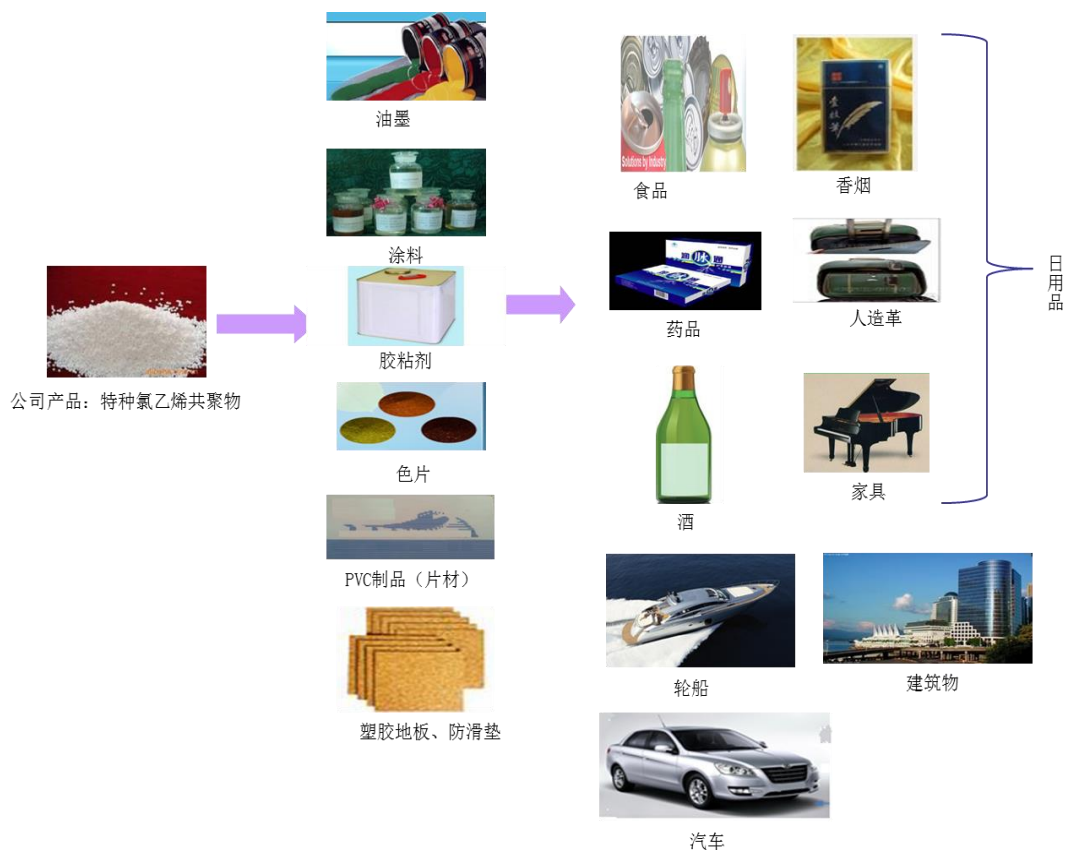 油墨
涂料
公司产品：特种氯乙烯共聚物
胶粘剂
色片
PVC制品（片材）
塑胶地板、防滑垫
Solutions by Industry
食品
香烟
药品
人造革
酒
家具
日用品
轮船
建筑物
汽车